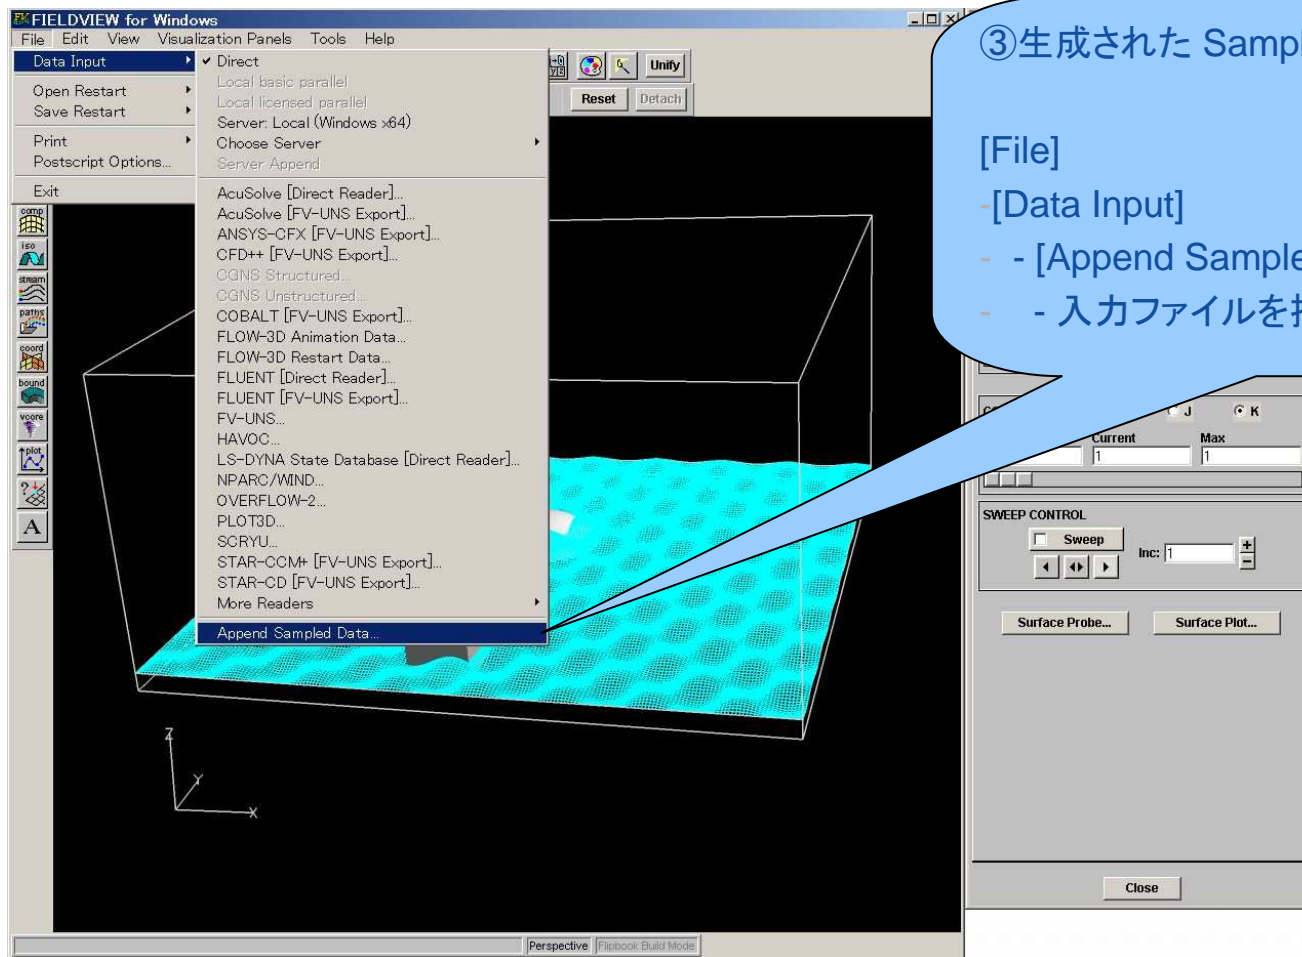 FIELDVIEW for Windows
File Edit View Visualization Panels Tools Help
Data Input
Open Restart
Save Restart
Print
Postscript Options...
Exit
Direct
Local basic parallel
Local licensed parallel
Server: Local (Windows x64)
Choose Server
Server Append
AcuSolve [Direct Reader]...
AcuSolve [FV-UNS Export]...
ANSYS-CFX [FV-UNS Export]...
CFD++ [FV-UNS Export]...
CGNS Structured...
CGNS Unstructured...
COBALT [FV-UNS Export]...
FLOW-3D Animation Data...
FLOW-3D Restart Data...
FLUENT [Direct Reader]...
FLUENT [FV-UNS Export]...
FV-UNS...
HAVOC...
LS-DYNA State Database [Direct Reader]...
NPARC/WIND...
OVERFLOW-2...
PLOT3D...
SCRYU...
STAR-CCM+ [FV-UNS Export]...
STAR-CD [FV-UNS Export]...
More Readers
Append Sampled Data...
Unify
Reset Detach
comp
iso
stream
paths
coord
bound
vcore
plot
A
Z
Y
X
Perspective Flipbook Build Mode
③生成された Sampl
[File]
-[Data Input]
- - [Append Sample
- - 入力ファイルを
J K
Current Max
1 1
SWEEP CONTROL
Sweep
Inc: 1
Surface Probe... Surface Plot...
Close